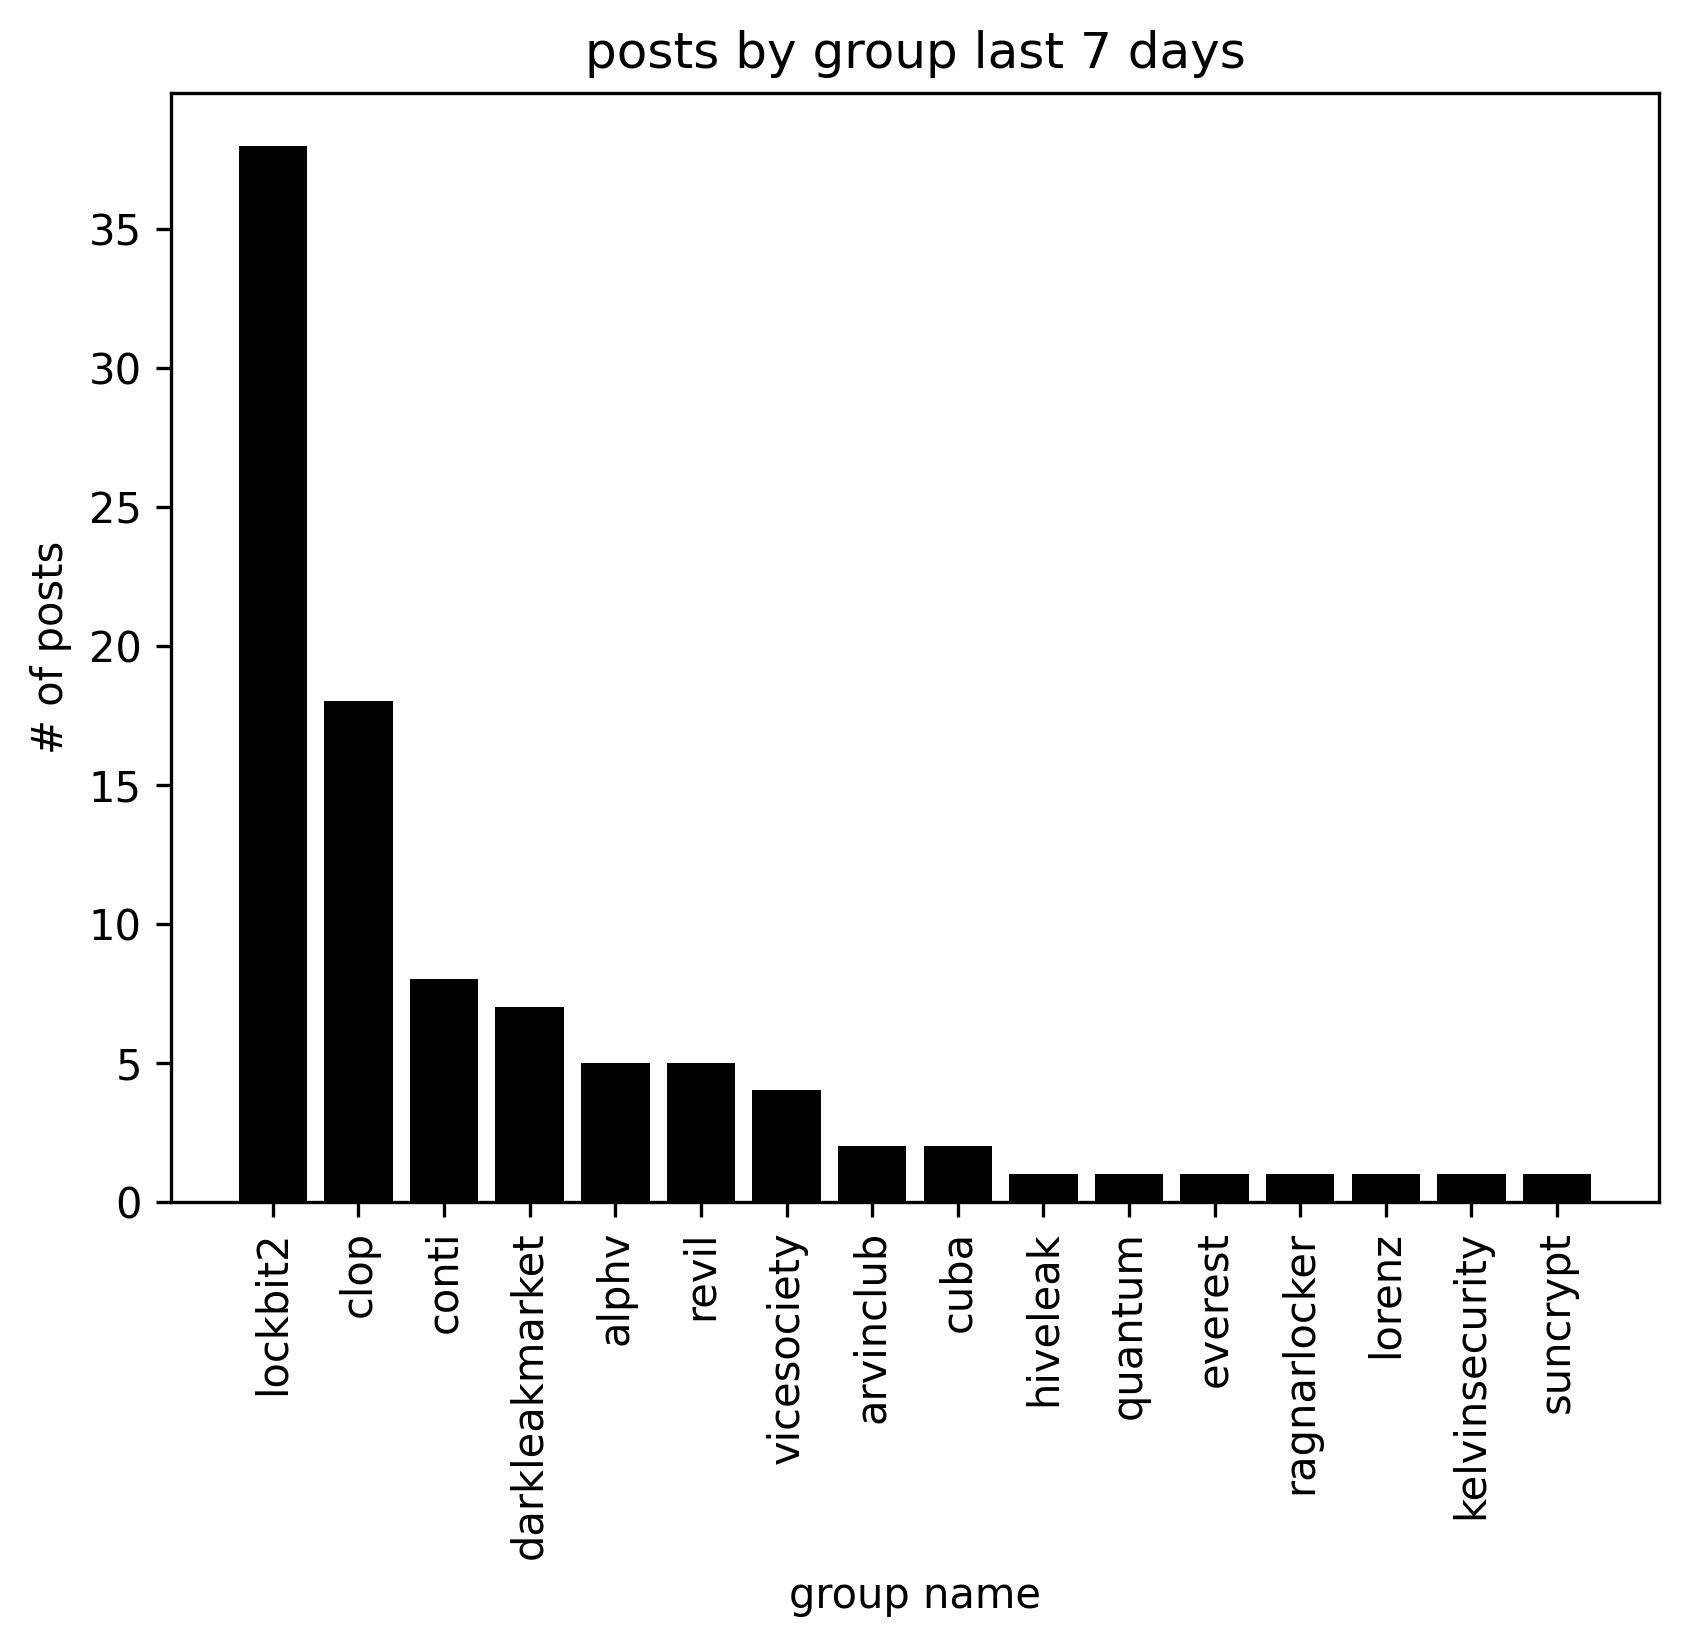 posts by group last 7 days
# of posts
35
30
25
20
15
10
5
0
lockbit2
clop
conti
darkleakmarket
alphv
revil
vicesociety
arvinclub
cuba
hiveleak
quantum
everest
ragnarlocker
lorenz
kelvinsecurity
suncrypt
group name